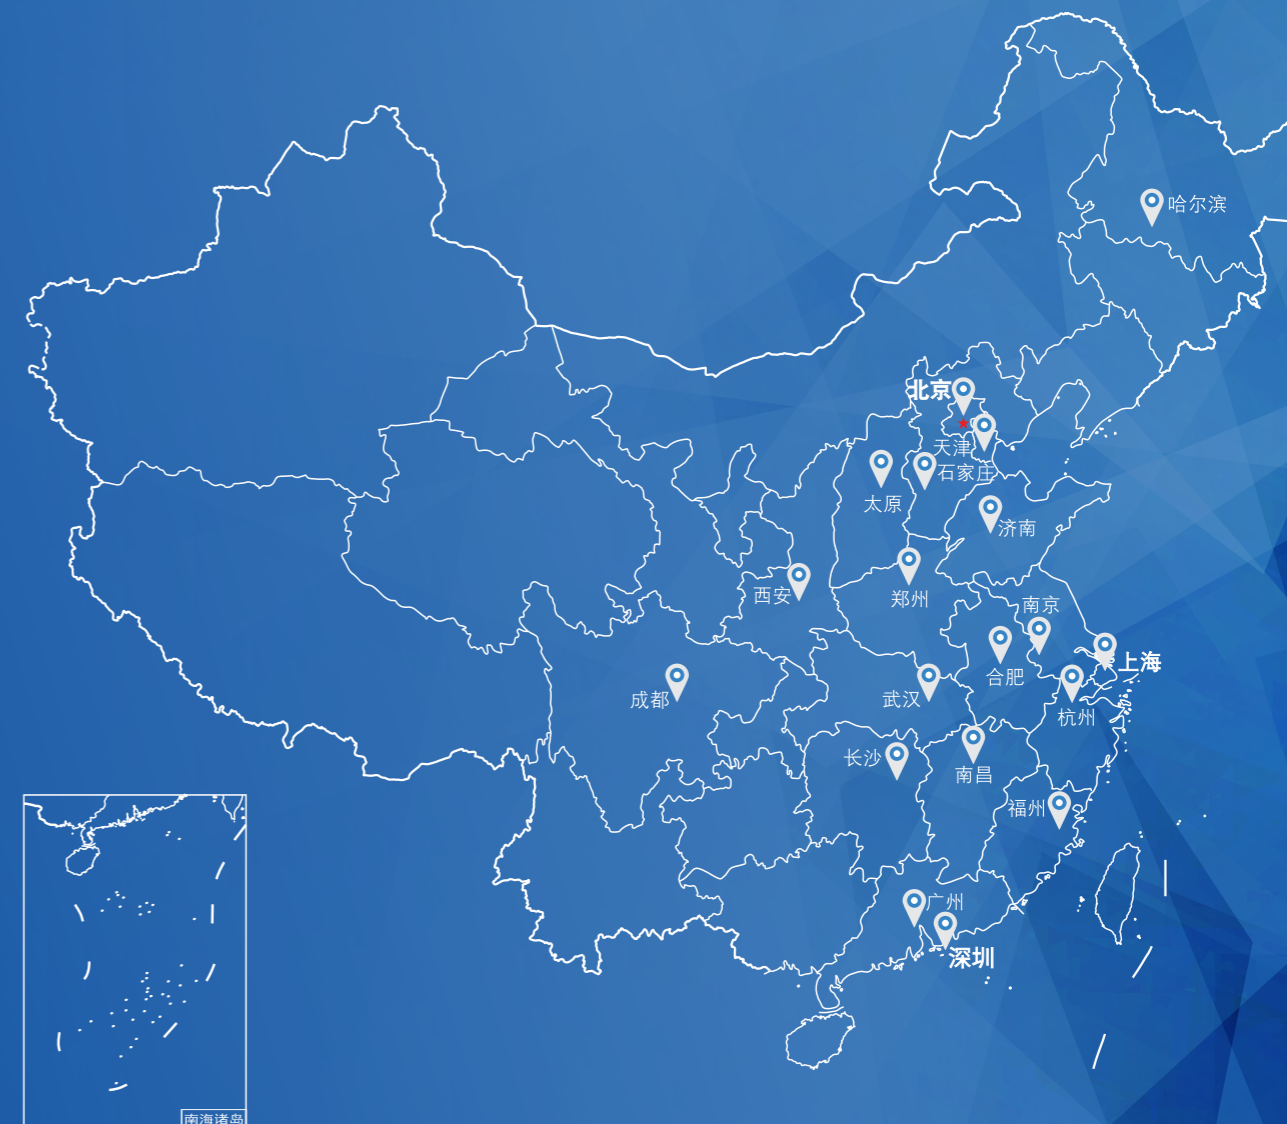 哈尔滨
北京
天津
石家庄
太原
济南
西安
郑州
南京
合肥
上海
成都
武汉
杭州
长沙
南昌
福州
广州
深圳
南海诸岛